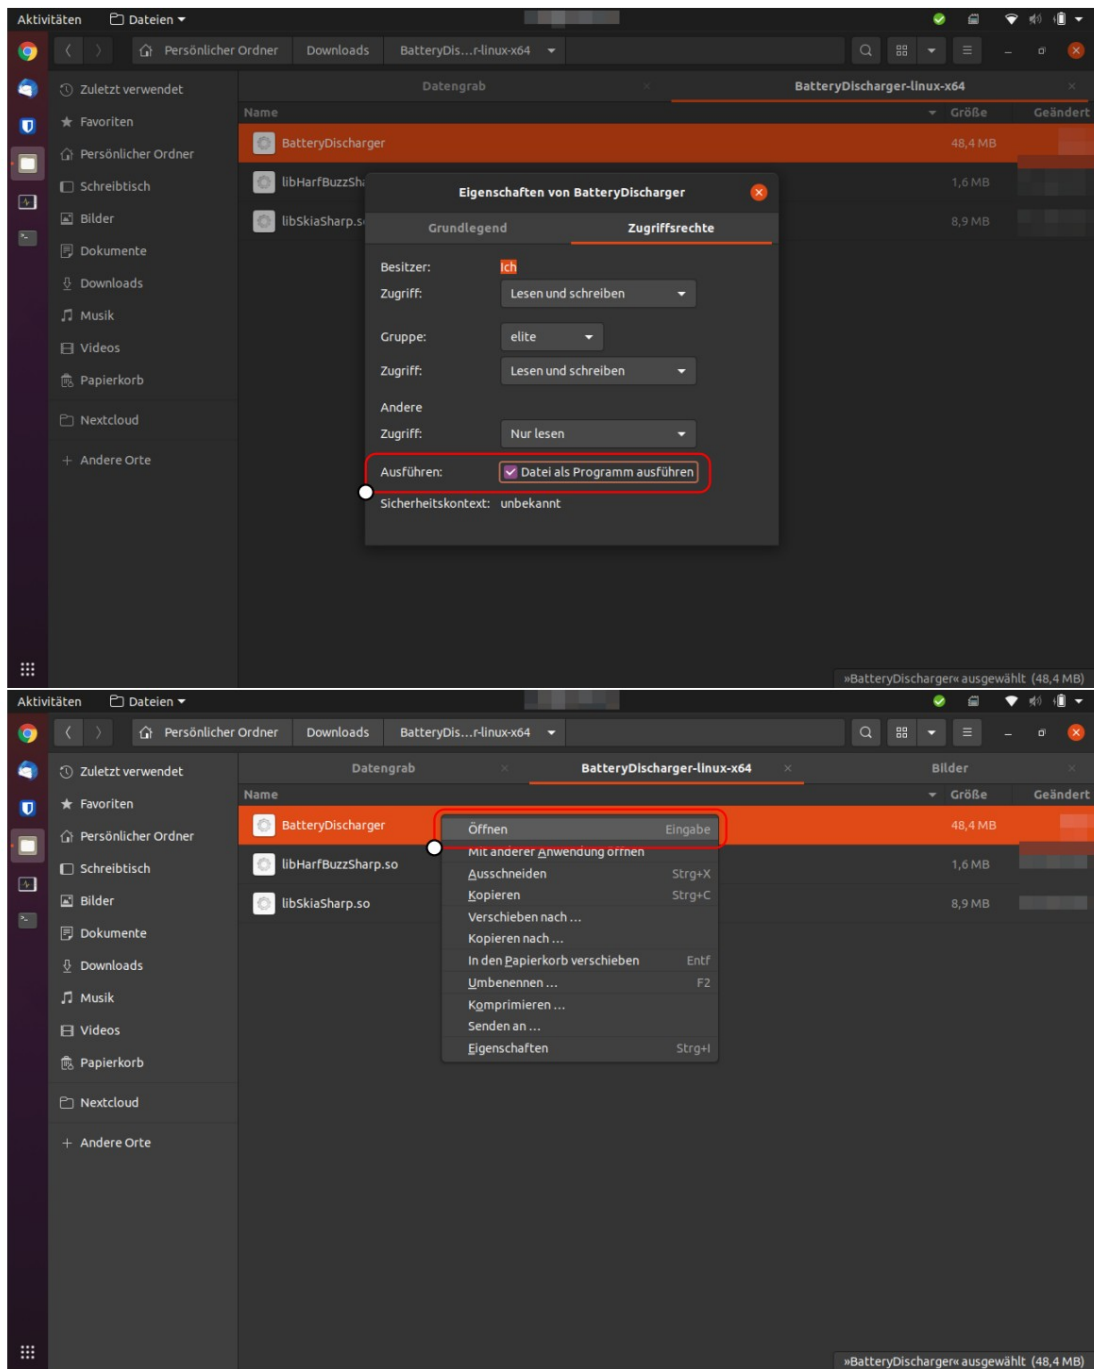 Aktivitäten Dateien
Persönlicher Ordner Downloads BatteryDis...r-linux-x64
Zuletzt verwendet
Favoriten
Persönlicher Ordner
Schreibtisch
Bilder
Dokumente
Downloads
Musik
Videos
Papierkorb
Nextcloud
+ Andere Orte
Datengrab BatteryDischarger-linux-x64
Name Größe Geändert
BatteryDischarger 48,4 MB
libHarfBuzzSha 1,6 MB
libSkiaSharp.s 8,9 MB
Eigenschaften von BatteryDischarger
Grundlegend Zugriffsrechte
Besitzer: Ich
Zugriff: Lesen und schreiben
Gruppe: elite
Zugriff: Lesen und schreiben
Andere
Zugriff: Nur lesen
Ausführen: Datei als Programm ausführen
Sicherheitskontext: unbekannt
»BatteryDischarger« ausgewählt (48,4 MB)
Aktivitäten Dateien
Persönlicher Ordner Downloads BatteryDis...r-linux-x64
Zuletzt verwendet
Favoriten
Persönlicher Ordner
Schreibtisch
Bilder
Dokumente
Downloads
Musik
Videos
Papierkorb
Nextcloud
+ Andere Orte
Datengrab BatteryDischarger-linux-x64 Bilder
Name Größe Geändert
BatteryDischarger 48,4 MB
libHarfBuzzSharp.so 1,6 MB
libSkiaSharp.so 8,9 MB
Öffnen Eingabe
Mit anderer Anwendung öffnen
Ausschneiden Strg+X
Kopieren Strg+C
Verschieben nach ...
Kopieren nach ...
In den Papierkorb verschieben Entf
Umbenennen ... F2
Komprimieren ...
Senden an ...
Eigenschaften Strg+I
»BatteryDischarger« ausgewählt (48,4 MB)